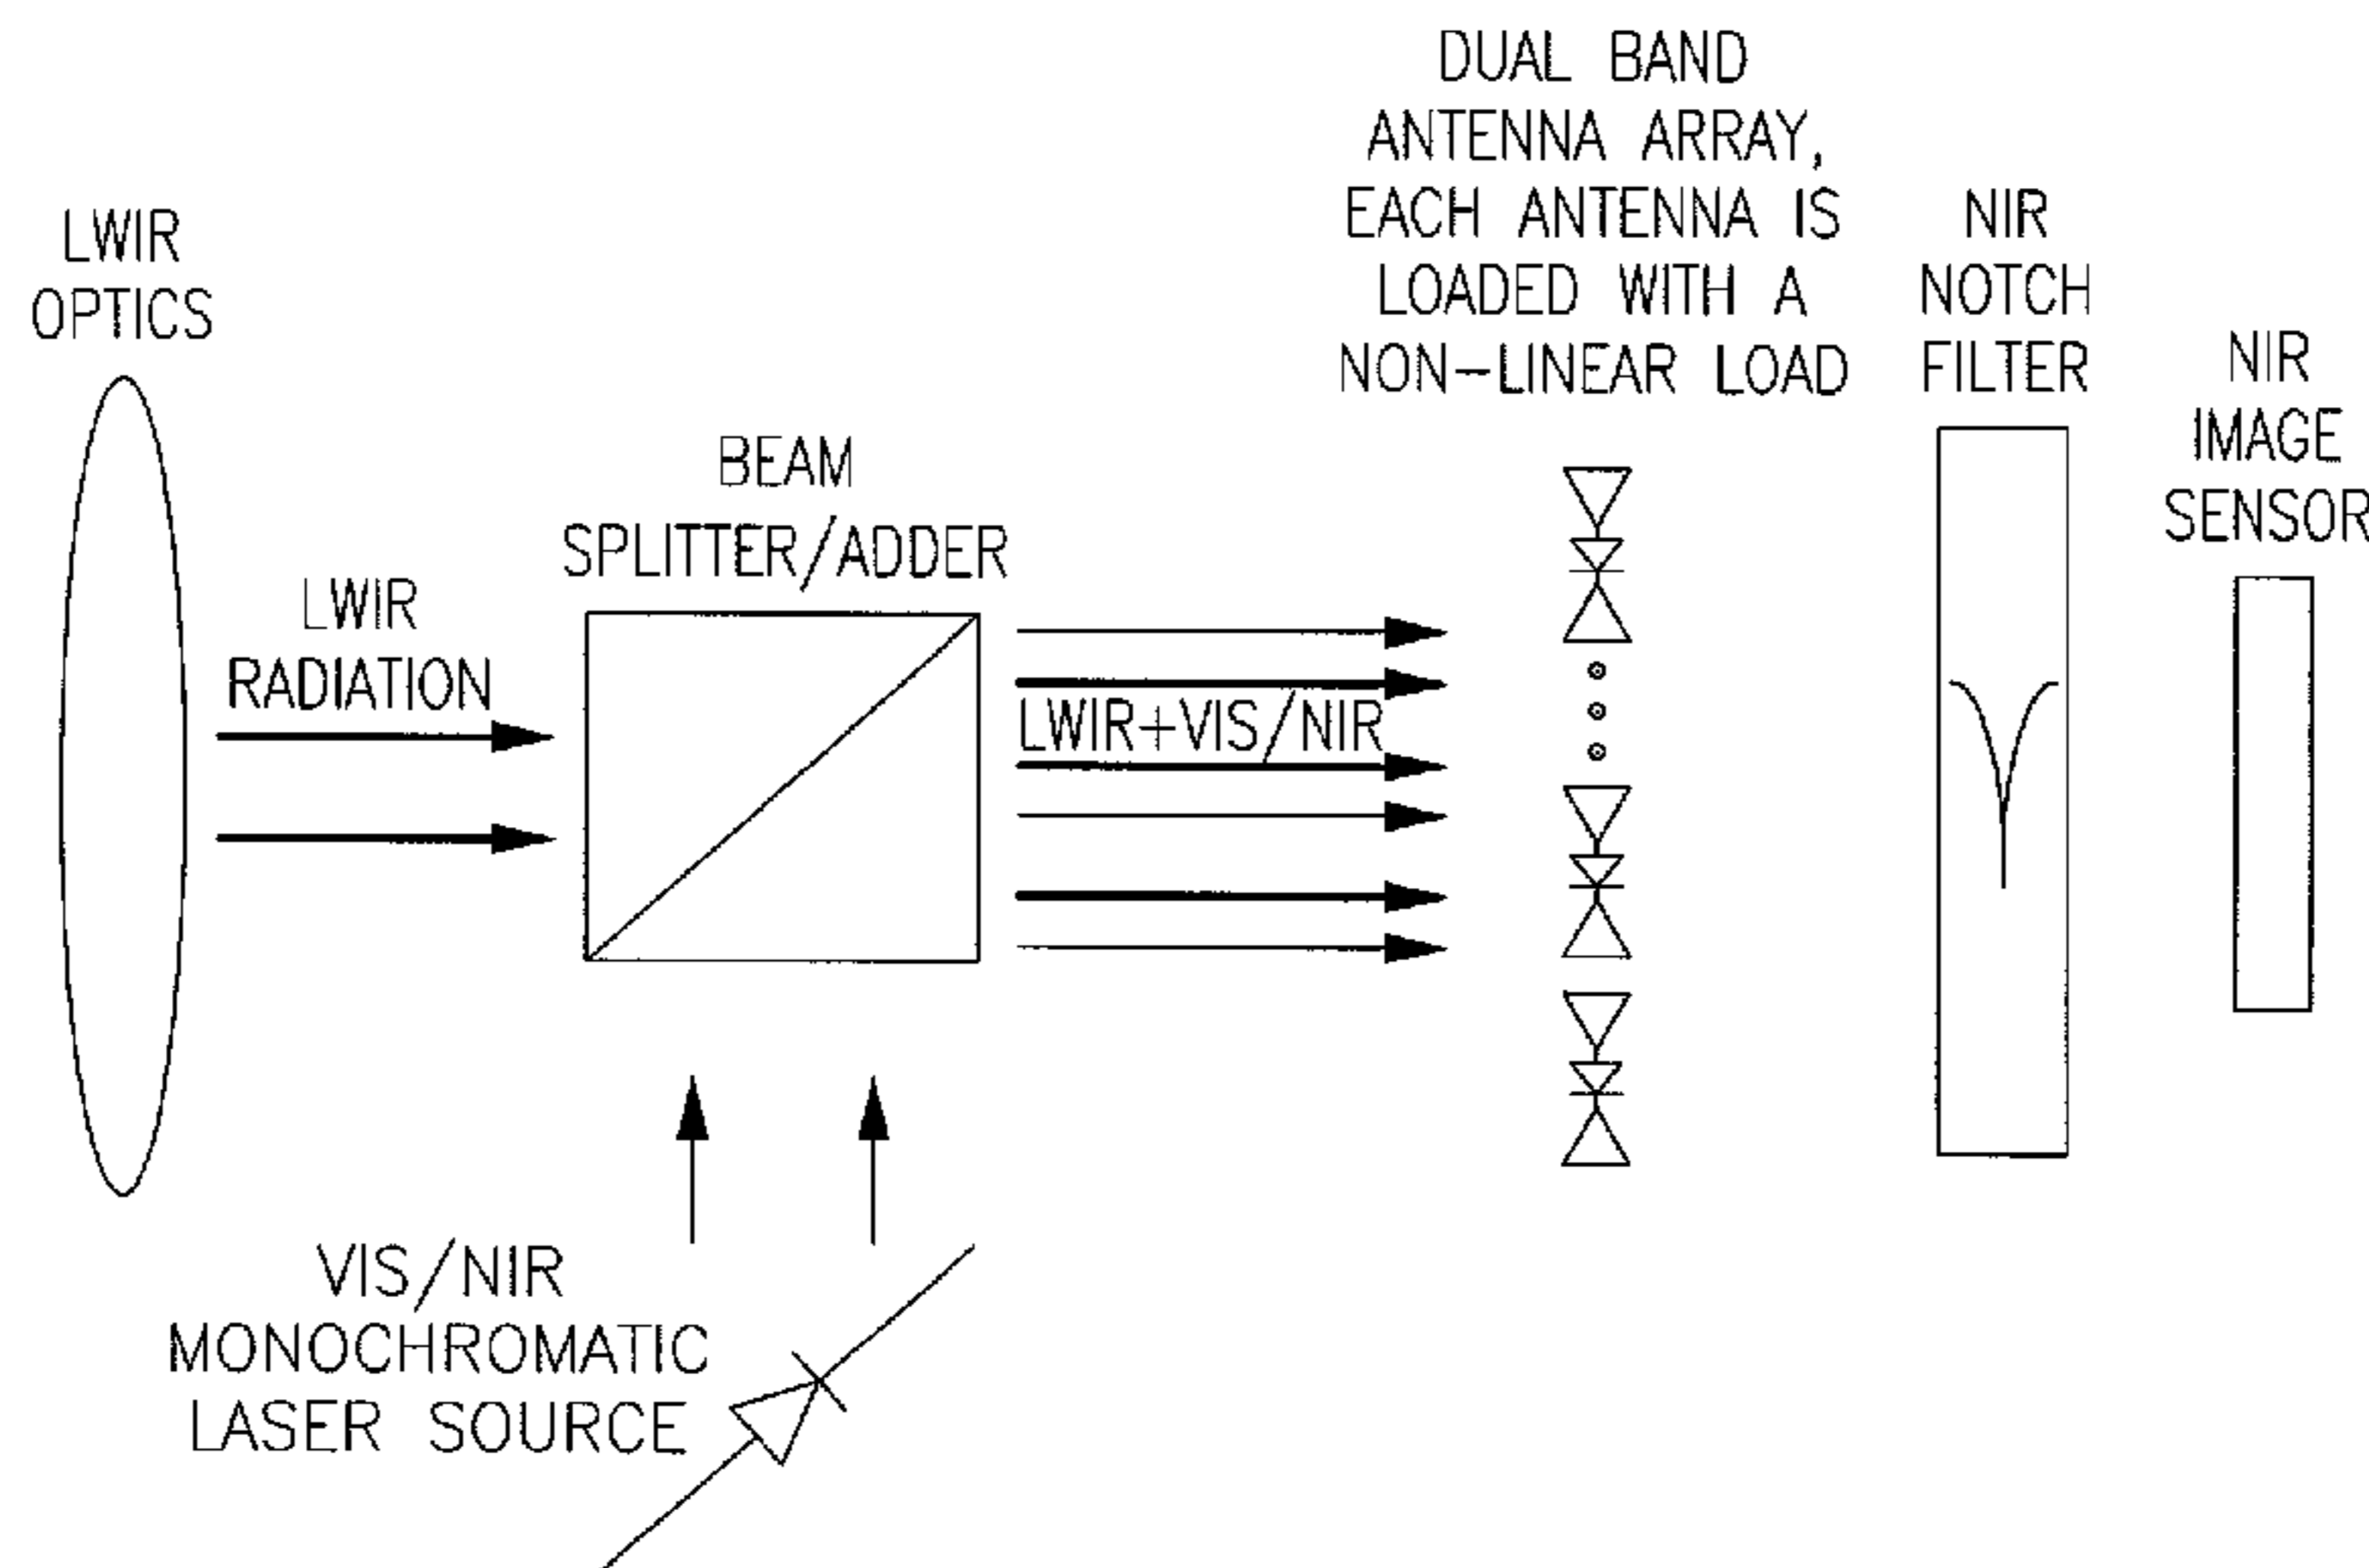 LWIR
OPTICS
LWIR
RADIATION
BEAM
SPLITTER/ADDER
LWIR+VIS/NIR
DUAL BAND
ANTENNA ARRAY,
EACH ANTENNA IS
LOADED WITH A
NON-LINEAR LOAD
NIR
NOTCH
FILTER
NIR
IMAGE
SENSOR
VIS/NIR
MONOCHROMATIC
LASER SOURCE